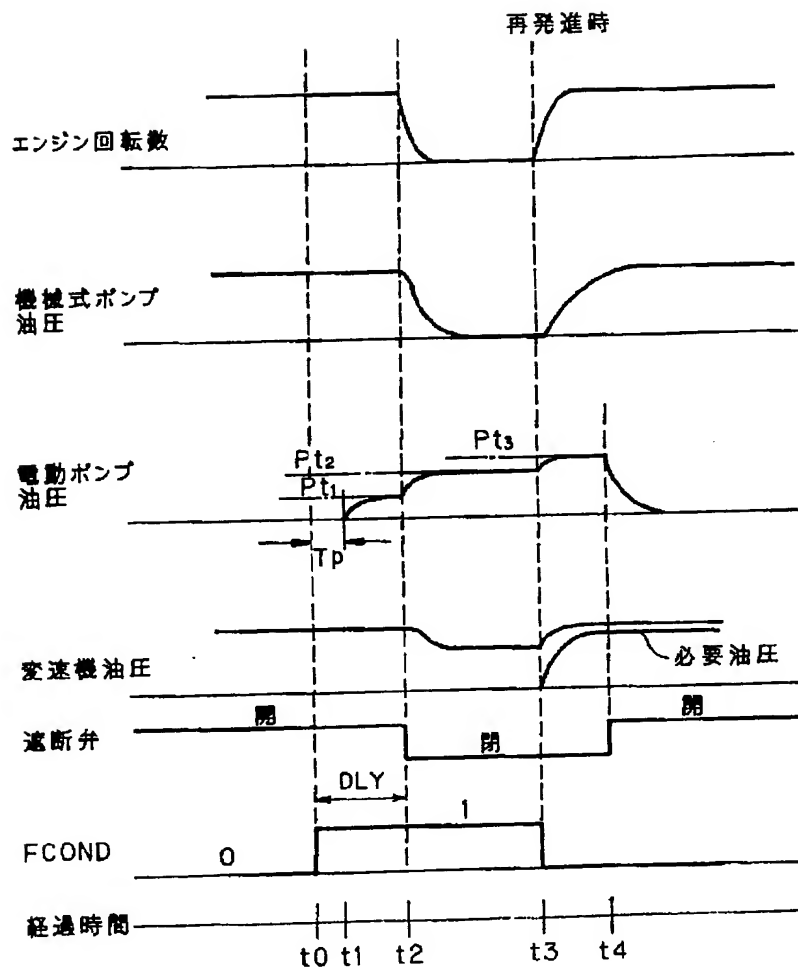 再発進時
エンジン回転数
機械式ポンプ
油圧
電動ポンプ
油圧
Pt3
Pt2
Pt1
Tp
変速機油圧
必要油圧
遮断弁
開
閉
開
DLY
FCOND
0
1
経過時間
t0 t1 t2 t3 t4